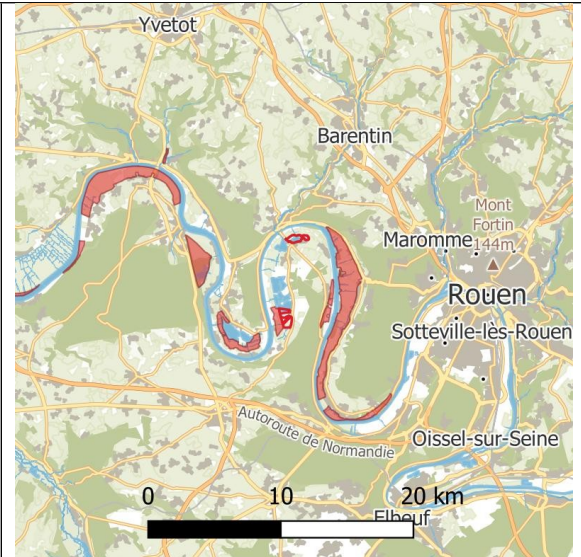 Yvetot
Barentin
Mont
Fortin
144m
Maromme
Rouen
Sotteville-lès-Rouen
Autoroute de Normandie
Oissel-sur-Seine
0 10 20 km
Elbeuf